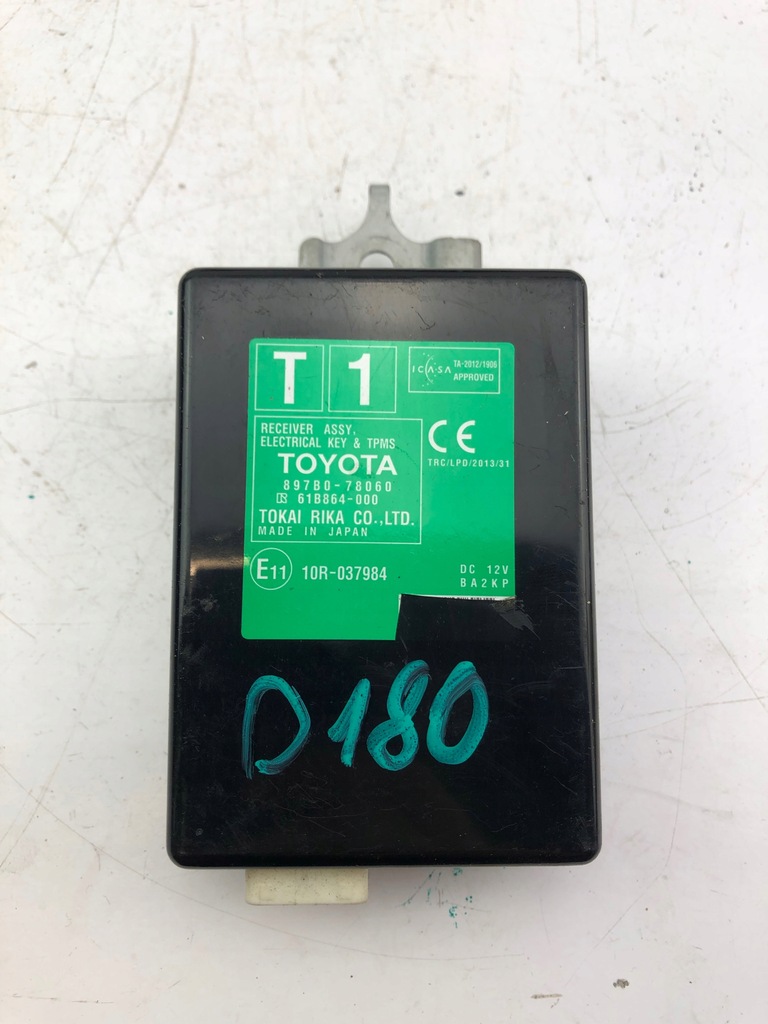 T 1
ICASA TA-2012/1906
APPROVED
RECEIVER ASSY,
ELECTRICAL KEY & TPMS
TOYOTA
897B0-78060
61B864-000
TOKAI RIKA CO.,LTD.
MADE IN JAPAN
CE
TRC/LPD/2013/31
E11 10R-037984
DC 12V
BA2KP
D180